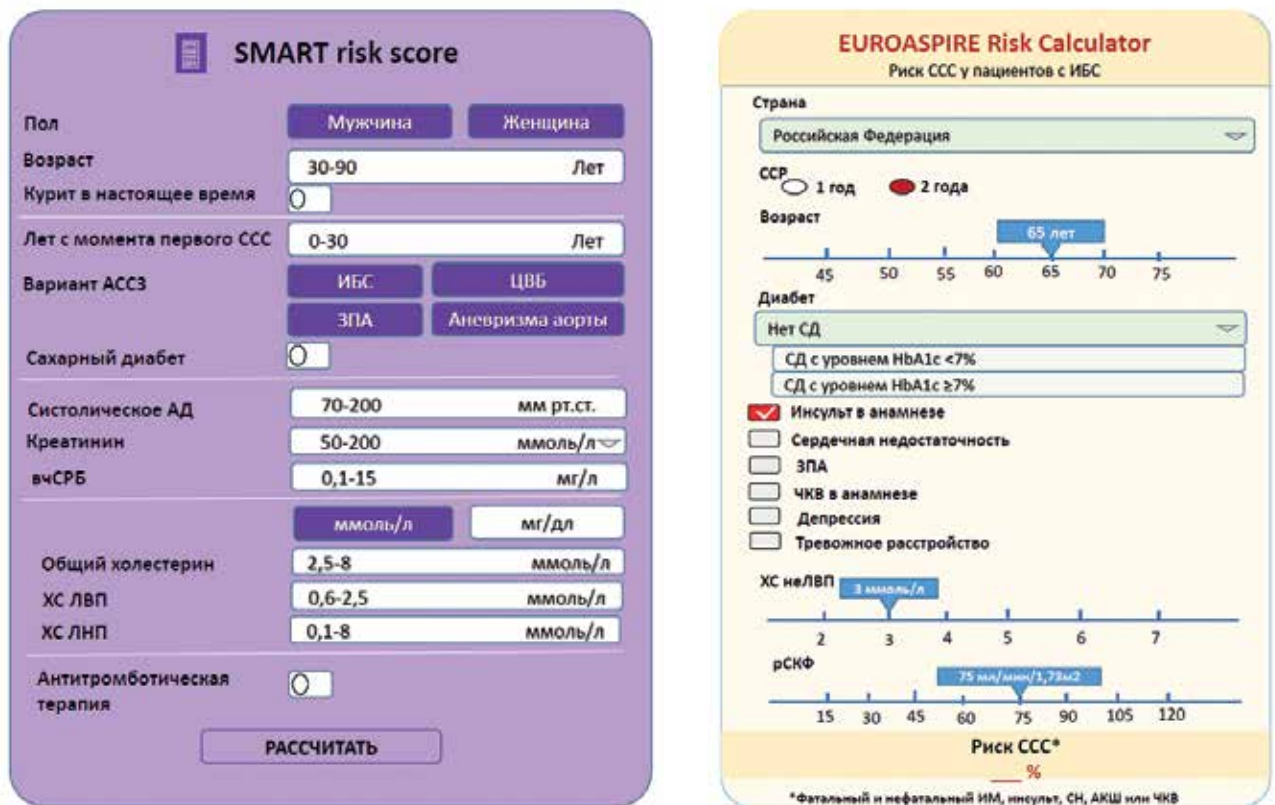 SMART risk score
Пол
Мужчина
Женщина
Возраст
30-90
Лет
Курит в настоящее время
Лет с момента первого ССС
0-30
Лет
Вариант АССЗ
ИБС
ЦВБ
ЗПА
Аневризма аорты
Сахарный диабет
Систолическое АД
70-200
мм рт.ст.
Креатинин
50-200
ммоль/л
вчСРБ
0,1-15
мг/л
ммоль/л
мг/дл
Общий холестерин
2,5-8
ммоль/л
ХС ЛВП
0,6-2,5
ммоль/л
ХС ЛНП
0,1-8
ммоль/л
Антитромботическая
терапия
РАССЧИТАТЬ
EUROASPIRE Risk Calculator
Риск ССС у пациентов с ИБС
Страна
Российская Федерация
ССР
1 год
2 года
Возраст
65 лет
45 50 55 60 65 70 75
Диабет
Нет СД
СД с уровнем HbA1c <7%
СД с уровнем HbA1c ≥7%
Инсульт в анамнезе
Сердечная недостаточность
ЗПА
ЧКВ в анамнезе
Депрессия
Тревожное расстройство
ХС неЛВП
3 ммоль/л
2 3 4 5 6 7
рСКФ
75 мл/мин/1,73м2
15 30 45 60 75 90 105 120
Риск ССС*
___ %
*Фатальный и нефатальный ИМ, инсульт, СН, АКШ или ЧКВ